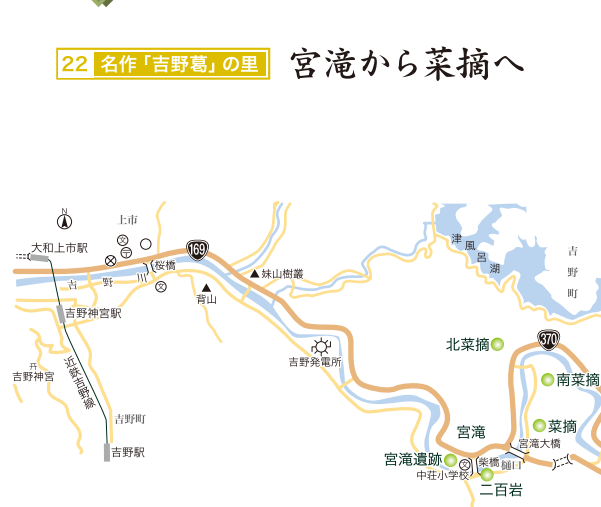 22 名作「吉野葛」の里
宮滝から菜摘へ
N
上市
文
大和上市駅
169
桜橋
吉野川
文
妹山樹叢
背山
津風呂湖
吉野町
吉野神宮駅
吉野神宮
近鉄吉野線
吉野発電所
北菜摘
370
南菜摘
菜摘
吉野町
吉野駅
宮滝
宮滝大橋
宮滝遺跡
文
柴橋
樋口
中荘小学校
二百岩